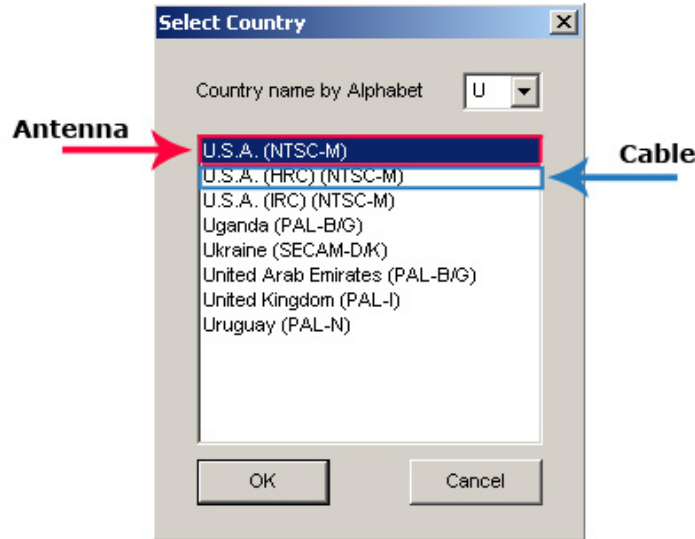 Select Country
Country name by Alphabet U
Antenna
U.S.A. (NTSC-M)
Cable
U.S.A. (HRC) (NTSC-M)
U.S.A. (IRC) (NTSC-M)
Uganda (PAL-B/G)
Ukraine (SECAM-D/K)
United Arab Emirates (PAL-B/G)
United Kingdom (PAL-I)
Uruguay (PAL-N)
OK Cancel